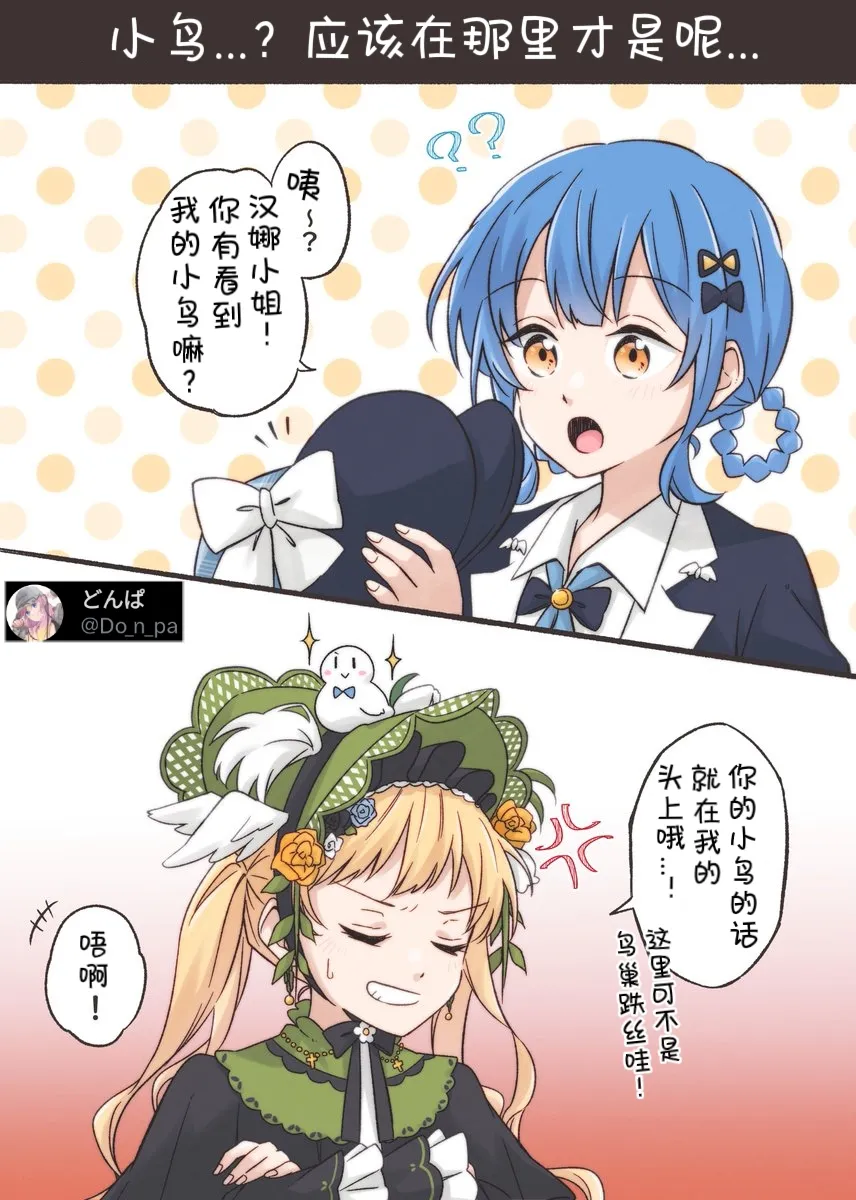 小鸟...? 应该在那里才是呢...
咦～?
汉娜小姐!
你有看到
我的小鸟嘛?
どんぱ
@Do_n_pa
你的小鸟的话
就在我的
头上哦...!
这里可不是
鸟巢跌丝哇!
唔啊!